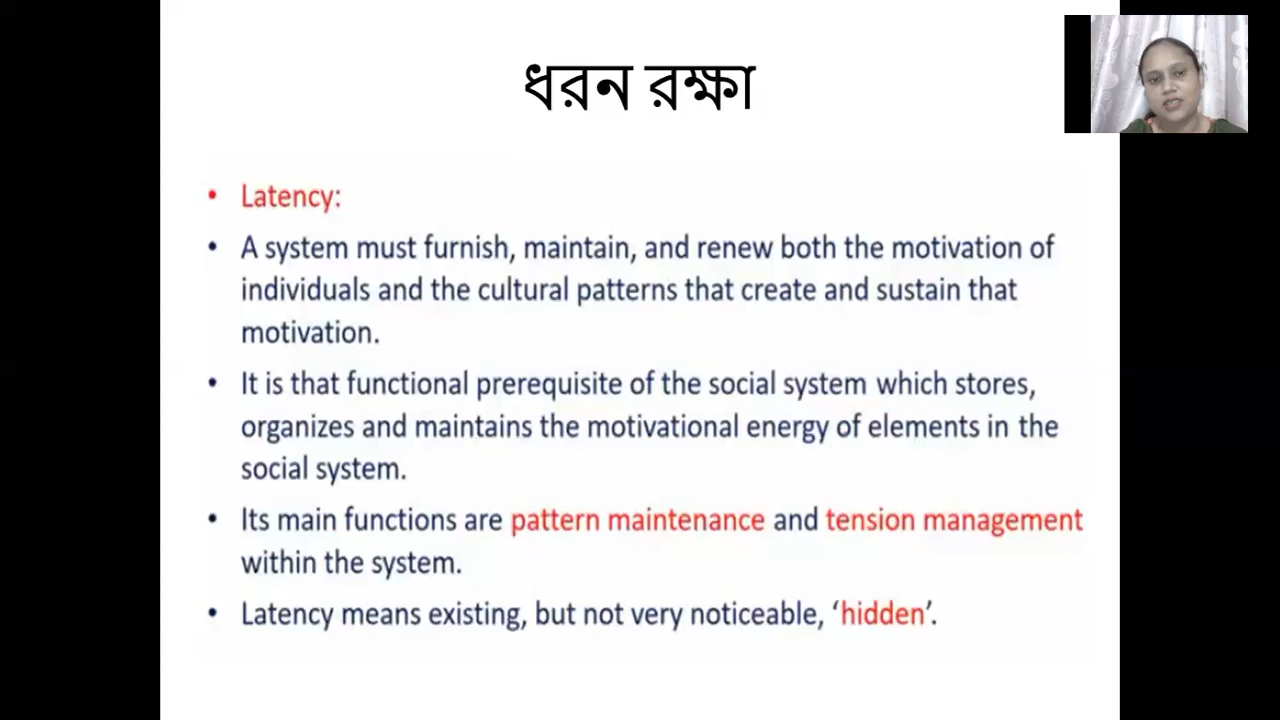 ধরন রক্ষা
• Latency:
• A system must furnish, maintain, and renew both the motivation of
individuals and the cultural patterns that create and sustain that
motivation.
• It is that functional prerequisite of the social system which stores,
organizes and maintains the motivational energy of elements in the
social system.
• Its main functions are pattern maintenance and tension management
within the system.
• Latency means existing, but not very noticeable, ‘hidden’.